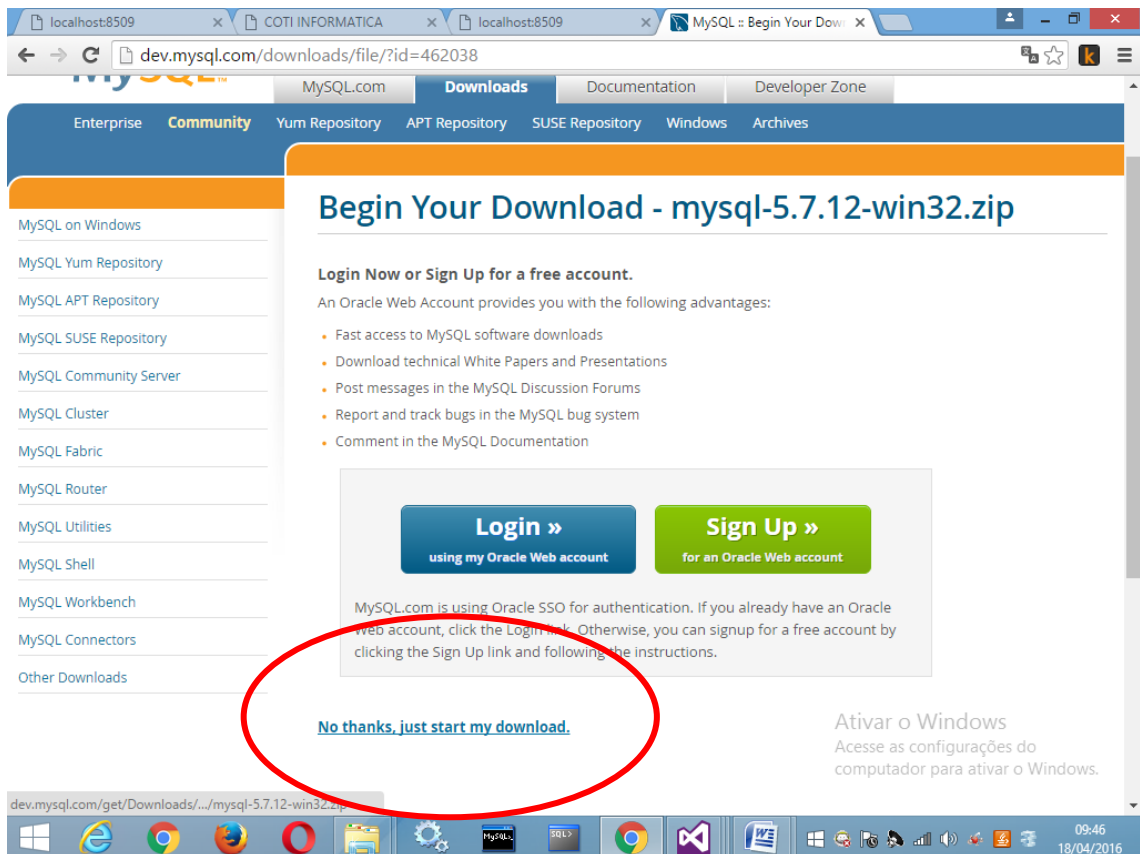 localhost:8509
COTI INFORMATICA
localhost:8509
MySQL :: Begin Your Down
dev.mysql.com/downloads/file/?id=462038
MySQL
MySQL.com Downloads Documentation Developer Zone
Enterprise Community Yum Repository APT Repository SUSE Repository Windows Archives
Begin Your Download - mysql-5.7.12-win32.zip
MySQL on Windows
MySQL Yum Repository
MySQL APT Repository
MySQL SUSE Repository
MySQL Community Server
MySQL Cluster
MySQL Fabric
MySQL Router
MySQL Utilities
MySQL Shell
MySQL Workbench
MySQL Connectors
Other Downloads
Login Now or Sign Up for a free account.
An Oracle Web Account provides you with the following advantages:
Fast access to MySQL software downloads
Download technical White Papers and Presentations
Post messages in the MySQL Discussion Forums
Report and track bugs in the MySQL bug system
Comment in the MySQL Documentation
Login »
using my Oracle Web account
Sign Up »
for an Oracle Web account
MySQL.com is using Oracle SSO for authentication. If you already have an Oracle
Web account, click the Login link. Otherwise, you can signup for a free account by
clicking the Sign Up link and following the instructions.
No thanks, just start my download.
Ativar o Windows
Acesse as configurações do
computador para ativar o Windows.
dev.mysql.com/get/Downloads/.../mysql-5.7.12-win32.zip
MySQL
SQL>
09:46
18/04/2016